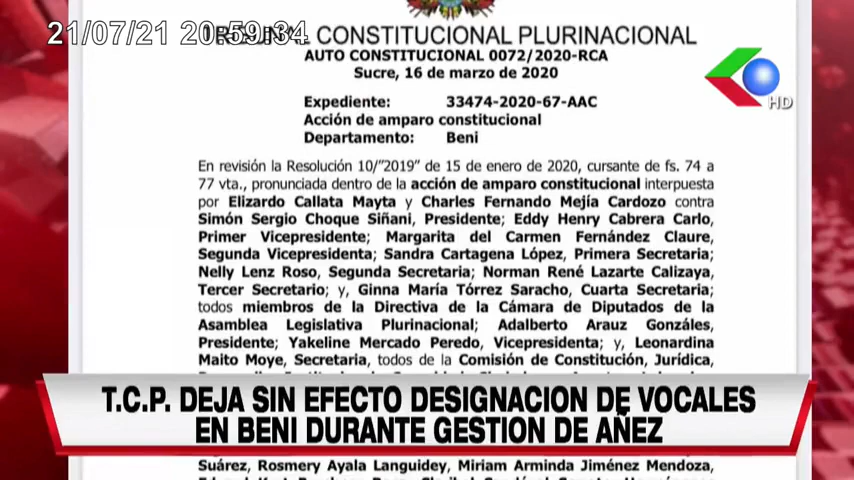 21/07/21 20:59:34
CONSTITUCIONAL PLURINACIONAL
AUTO CONSTITUCIONAL 0072/2020-RCA
Sucre, 16 de marzo de 2020
HD
Expediente: 33474-2020-67-AAC
Acción de amparo constitucional
Departamento: Beni
En revisión la Resolución 10/"2019" de 15 de enero de 2020, cursante de fs. 74 a
77 vta., pronunciada dentro de la acción de amparo constitucional interpuesta
por Elizardo Callata Mayta y Charles Fernando Mejía Cardozo contra
Simón Sergio Choque Siñani, Presidente; Eddy Henry Cabrera Carlo,
Primer Vicepresidente; Margarita del Carmen Fernández Claure,
Segunda Vicepresidenta; Sandra Cartagena López, Primera Secretaria;
Nelly Lenz Roso, Segunda Secretaria; Norman René Lazarte Calizaya,
Tercer Secretario; y, Ginna María Tórrez Saracho, Cuarta Secretaria;
todos miembros de la Directiva de la Cámara de Diputados de la
Asamblea Legislativa Plurinacional; Adalberto Arauz Gonzáles,
Presidente; Yakeline Mercado Peredo, Vicepresidenta; y, Leonardina
Maito Moye, Secretaria, todos de la Comisión de Constitución, Jurídica,
T.C.P. DEJA SIN EFECTO DESIGNACION DE VOCALES
EN BENI DURANTE GESTION DE AÑEZ
Suárez, Rosmery Ayala Languidey, Miriam Arminda Jiménez Mendoza,